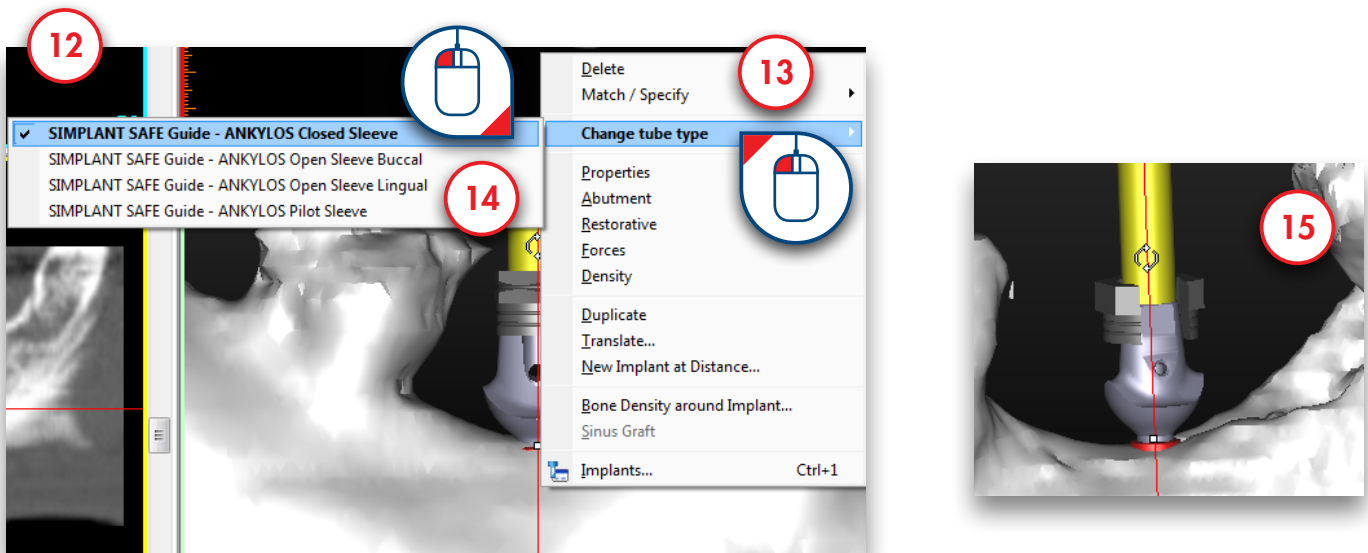 12
13
Delete
Match / Specify
Change tube type
SIMPLANT SAFE Guide - ANKYLOS Closed Sleeve
SIMPLANT SAFE Guide - ANKYLOS Open Sleeve Buccal
SIMPLANT SAFE Guide - ANKYLOS Open Sleeve Lingual
SIMPLANT SAFE Guide - ANKYLOS Pilot Sleeve
14
Properties
Abutment
Restorative
Forces
Density
Duplicate
Translate...
New Implant at Distance...
Bone Density around Implant...
Sinus Graft
Implants... Ctrl+1
15